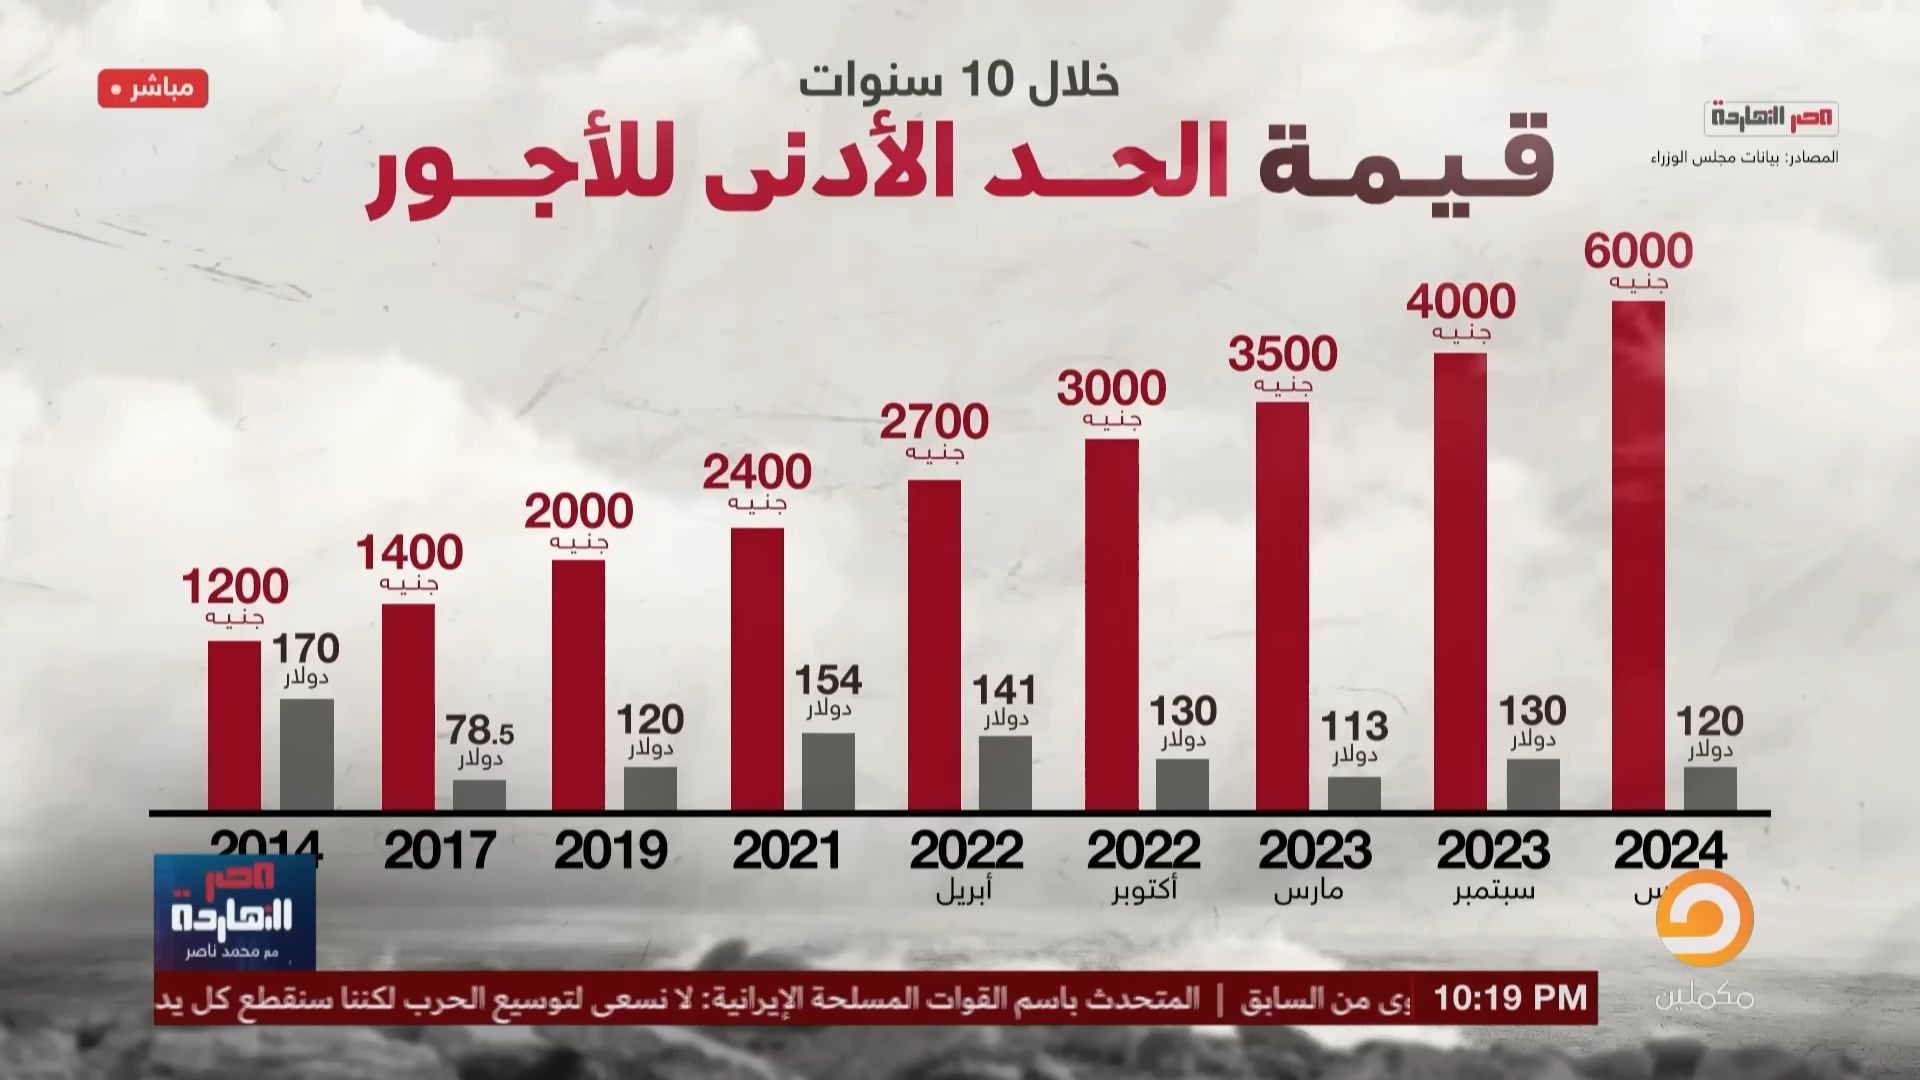 خلال 10 سنوات
قيمة الحد الأدنى للأجور
مباشر
مصر النهاردة
المصادر: بيانات مجلس الوزراء
1200
جنيه
170
دولار
2014
1400
جنيه
78.5
دولار
2017
2000
جنيه
120
دولار
2019
2400
جنيه
154
دولار
2021
2700
جنيه
141
دولار
2022
أبريل
3000
جنيه
130
دولار
2022
أكتوبر
3500
جنيه
113
دولار
2023
مارس
4000
جنيه
130
دولار
2023
سبتمبر
6000
جنيه
120
دولار
2024
مصر
النهاردة
مع محمد ناصر
من السابق | المتحدث باسم القوات المسلحة الإيرانية: لا نسعى لتوسيع الحرب لكننا سنقطع كل يد
10:19 PM
مكملين